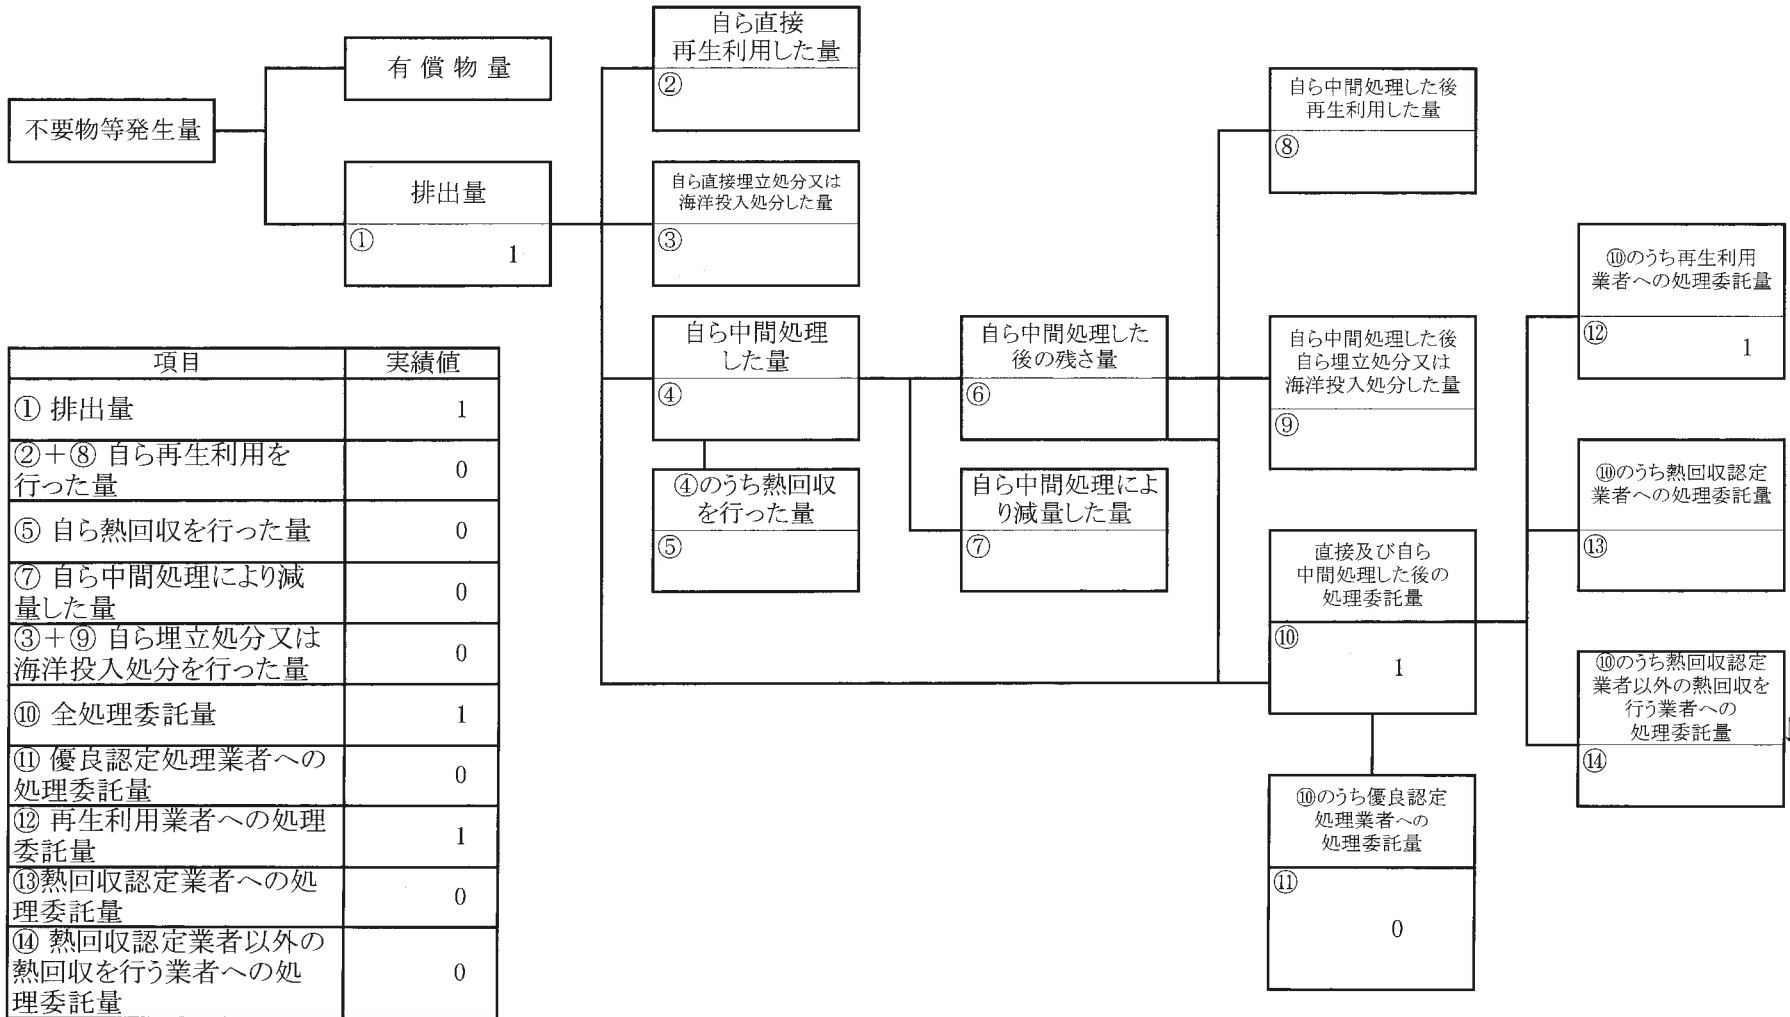 不要物等発生量
有償物量
排出量
①
1
自ら直接
再生利用した量
②
自ら直接埋立処分又は
海洋投入処分した量
③
自ら中間処理
した量
④
④のうち熱回収
を行った量
⑤
自ら中間処理した
後の残さ量
⑥
自ら中間処理によ
り減量した量
⑦
自ら中間処理した後
再生利用した量
⑧
自ら中間処理した後
自ら埋立処分又は
海洋投入処分した量
⑨
直接及び自ら
中間処理した後の
処理委託量
⑩
1
⑩のうち優良認定
処理業者への
処理委託量
⑪
0
⑩のうち再生利用
業者への処理委託量
⑫
1
⑩のうち熱回収認定
業者への処理委託量
⑬
⑩のうち熱回収認定
業者以外の熱回収を
行う業者への
処理委託量
⑭
項目 実績値
① 排出量 1
②+⑧ 自ら再生利用を
行った量 0
⑤ 自ら熱回収を行った量 0
⑦ 自ら中間処理により減
量した量 0
③+⑨ 自ら埋立処分又は
海洋投入処分を行った量 0
⑩ 全処理委託量 1
⑪ 優良認定処理業者への
処理委託量 0
⑫ 再生利用業者への処理
委託量 1
⑬熱回収認定業者への処
理委託量 0
⑭ 熱回収認定業者以外の
熱回収を行う業者への処
理委託量 0